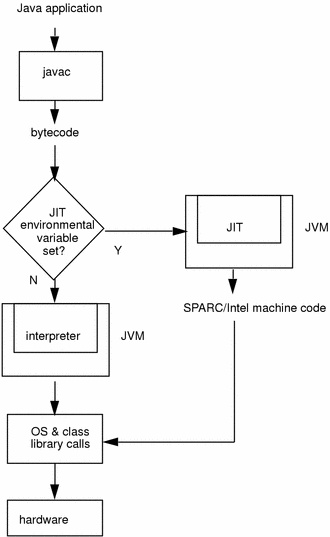 Java application
javac
bytecode
JIT
environmental
variable
set?
Y
N
JIT
JVM
SPARC/Intel machine code
interpreter
JVM
OS & class
library calls
hardware